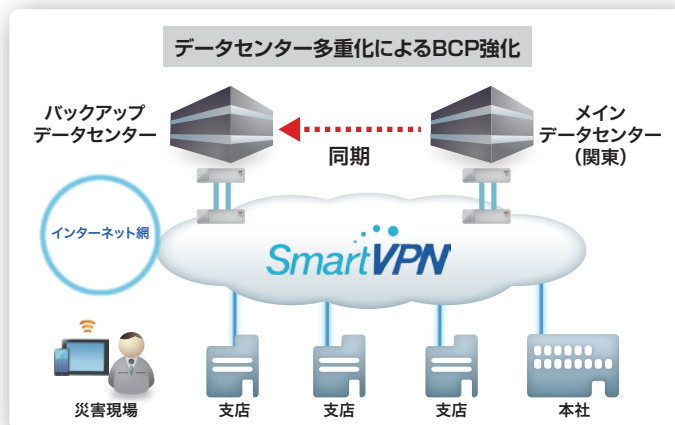 データセンター多重化によるBCP強化
バックアップ
データセンター
同期
メイン
データセンター
（関東）
インターネット網
SmartVPN
災害現場
支店
支店
支店
本社